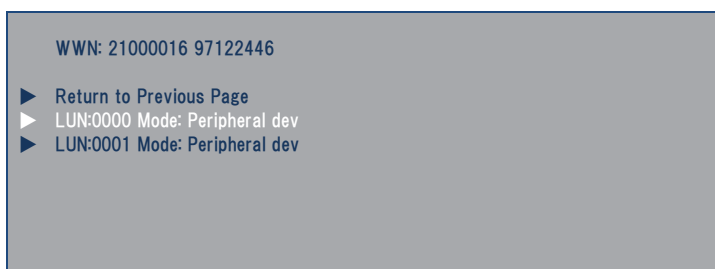 WWN: 21000016 97122446
Return to Previous Page
LUN:0000 Mode: Peripheral dev
LUN:0001 Mode: Peripheral dev